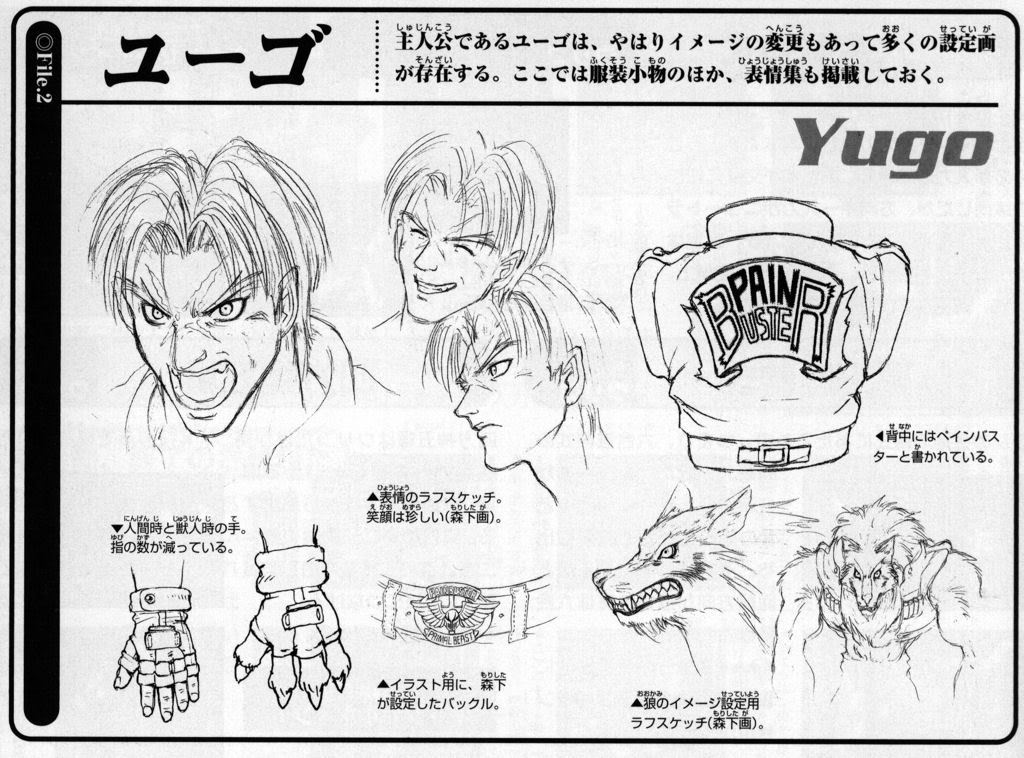 ◎File.2
ユーゴ
主人公であるユーゴは、やはりイメージの変更もあって多くの設定画
が存在する。ここでは服装小物のほか、表情集も掲載しておく。
Yugo
PAIN
BUSTER
◀背中にはペインバス
ターと書かれている。
▲表情のラフスケッチ。
笑顔は珍しい(森下画)。
▼人間時と獣人時の手。
指の数が減っている。
PRIMAL BEAST
▲イラスト用に、森下
が設定したバックル。
▲狼のイメージ設定用
ラフスケッチ(森下画)。